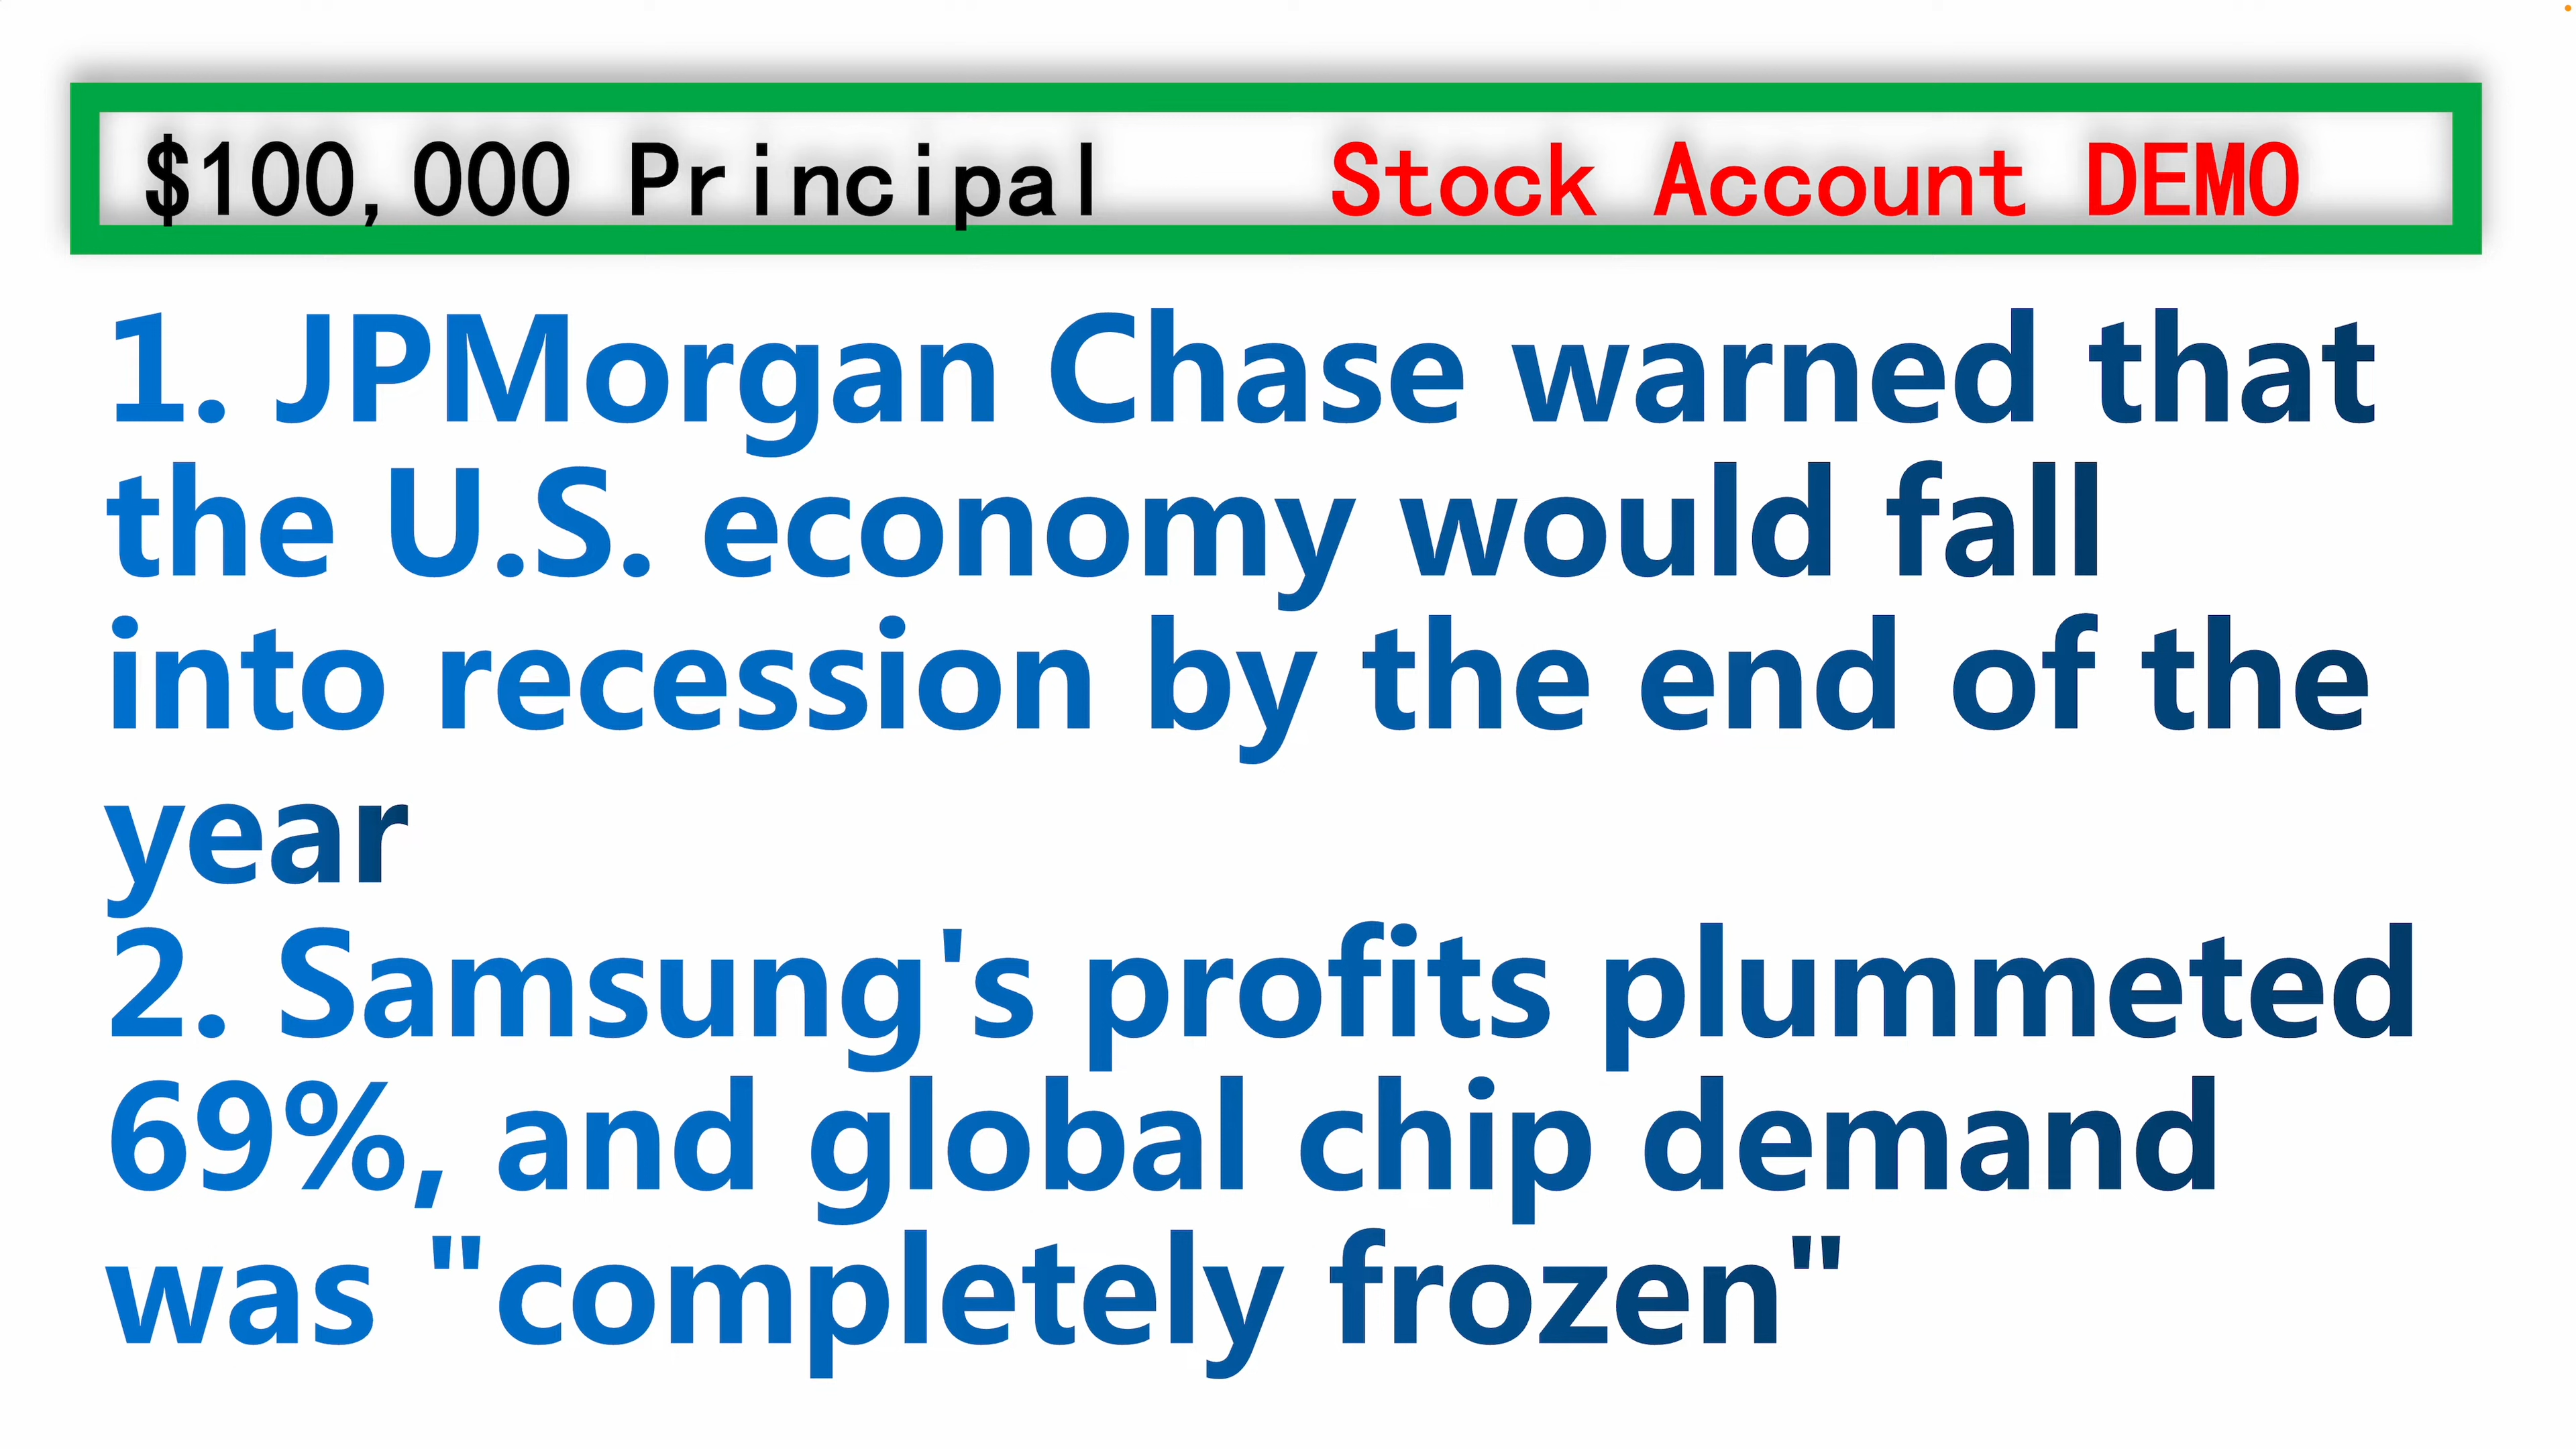 $100,000 Principal Stock Account DEMO
1. JPMorgan Chase warned that
the U.S. economy would fall
into recession by the end of the
year
2. Samsung's profits plummeted
69%, and global chip demand
was "completely frozen"